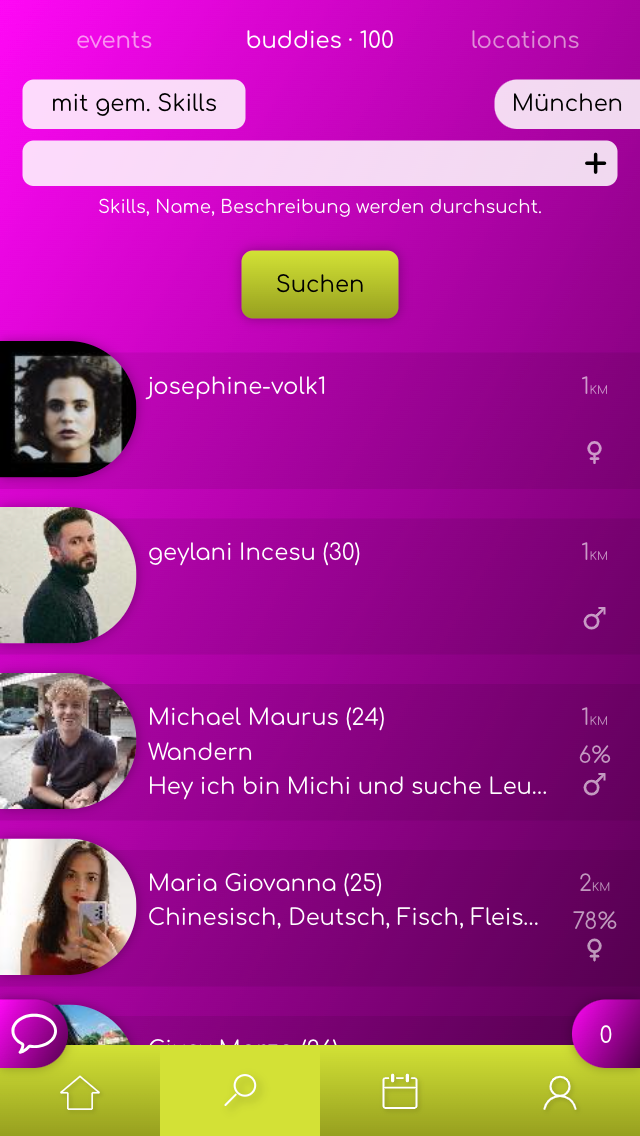 events buddies · 100 locations
mit gem. Skills München
Skills, Name, Beschreibung werden durchsucht.
Suchen
josephine-volk1 1KM
geylani Incesu (30) 1KM
Michael Maurus (24) 1KM
Wandern 6%
Hey ich bin Michi und suche Leu...
Maria Giovanna (25) 2KM
Chinesisch, Deutsch, Fisch, Fleis... 78%
0